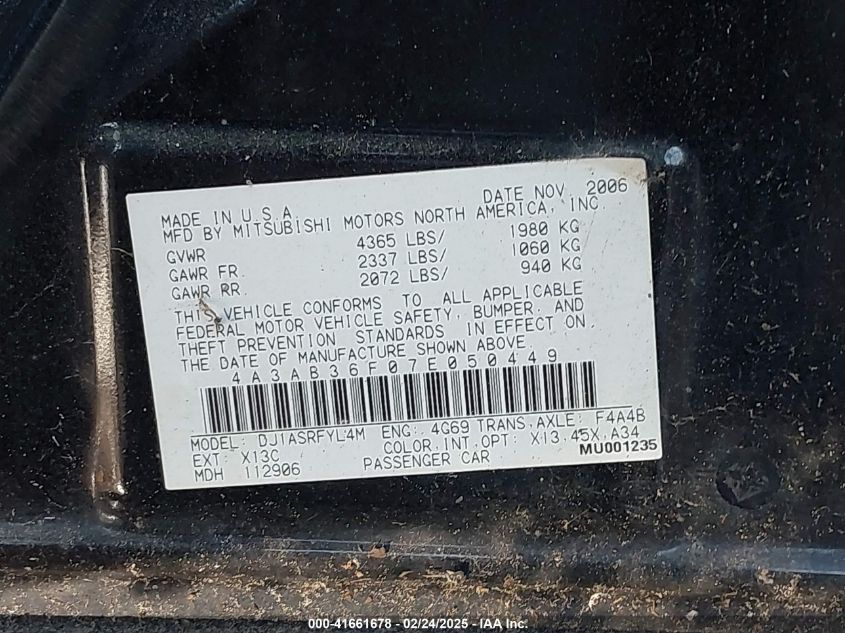 DATE NOV. 2006
MADE IN U.S.A.
MFD BY MITSUBISHI MOTORS NORTH AMERICA, INC.
GVWR 4365 LBS/ 1980 KG
GAWR FR. 2337 LBS/ 1060 KG
GAWR RR. 2072 LBS/ 940 KG
THIS VEHICLE CONFORMS TO ALL APPLICABLE
FEDERAL MOTOR VEHICLE SAFETY, BUMPER, AND
THEFT PREVENTION STANDARDS IN EFFECT ON
THE DATE OF MANUFACTURE SHOWN ABOVE.
4A3AB36F07E050449
MODEL: DJ1ASRFYL4M ENG: 4G69 TRANS,AXLE: F4A4B
EXT: X13C COLOR,INT,OPT: X13,45X,A34
MDH 112906 PASSENGER CAR MU001235
000-41661678 - 02/24/2025 - IAA Inc.